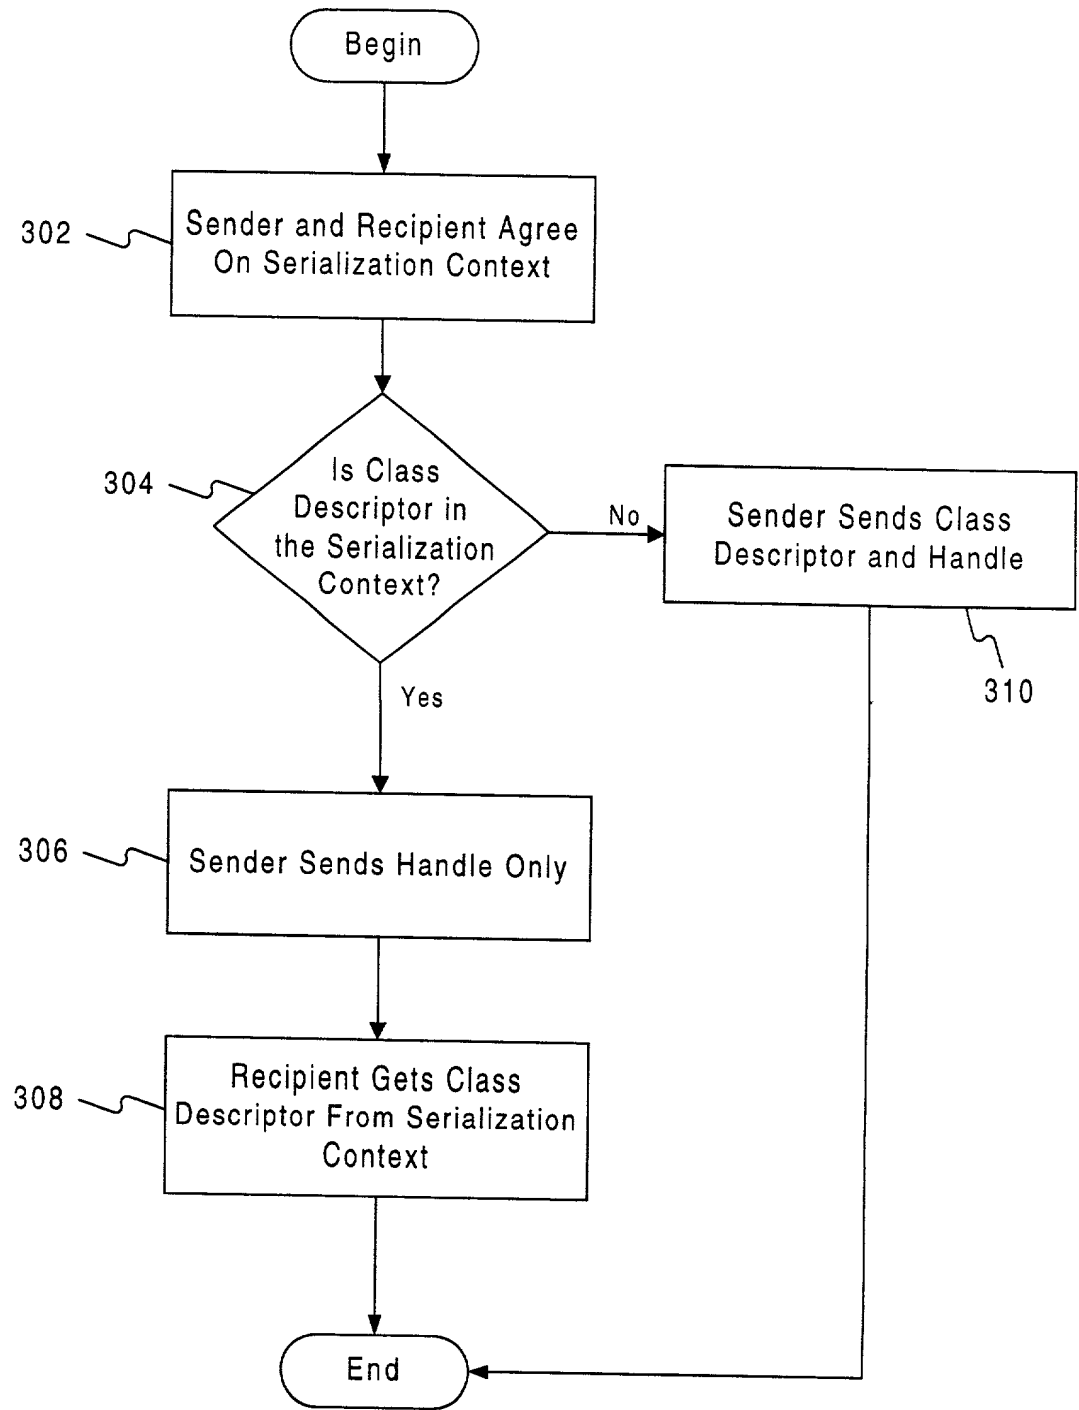 Begin
302
Sender and Recipient Agree
On Serialization Context
304
Is Class
Descriptor in
the Serialization
Context?
No
Sender Sends Class
Descriptor and Handle
310
Yes
306
Sender Sends Handle Only
308
Recipient Gets Class
Descriptor From Serialization
Context
End